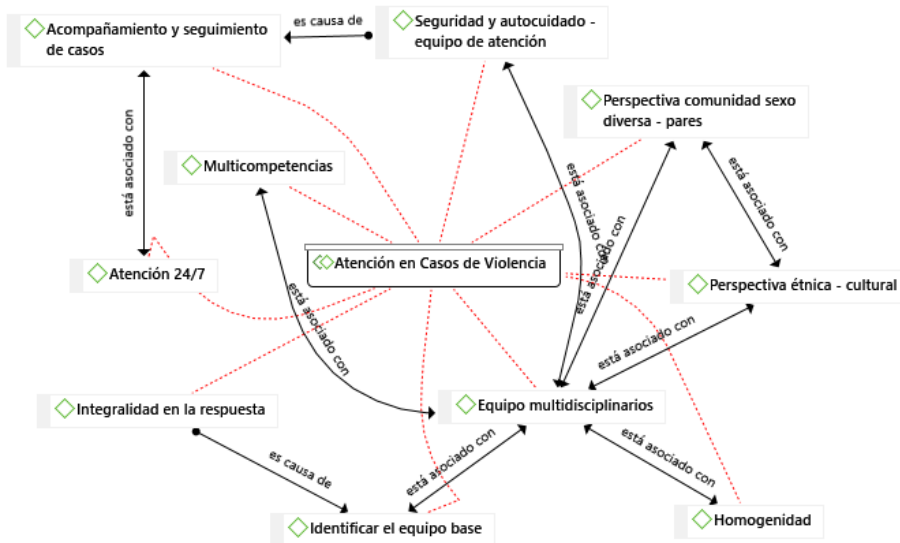 es causa de
Seguridad y autocuidado -
equipo de atención
Acompañamiento y seguimiento
de casos
Perspectiva comunidad sexo
diversa - pares
está asociado con
Multicompetencias
está asociado con
está asociado con
está asociado con
Atención en Casos de Violencia
Atención 24/7
Perspectiva étnica - cultural
está asociado con
está asociado con
Integralidad en la respuesta
Equipo multidisciplinarios
es causa de
está asociado con
está asociado con
Identificar el equipo base
Homogenidad